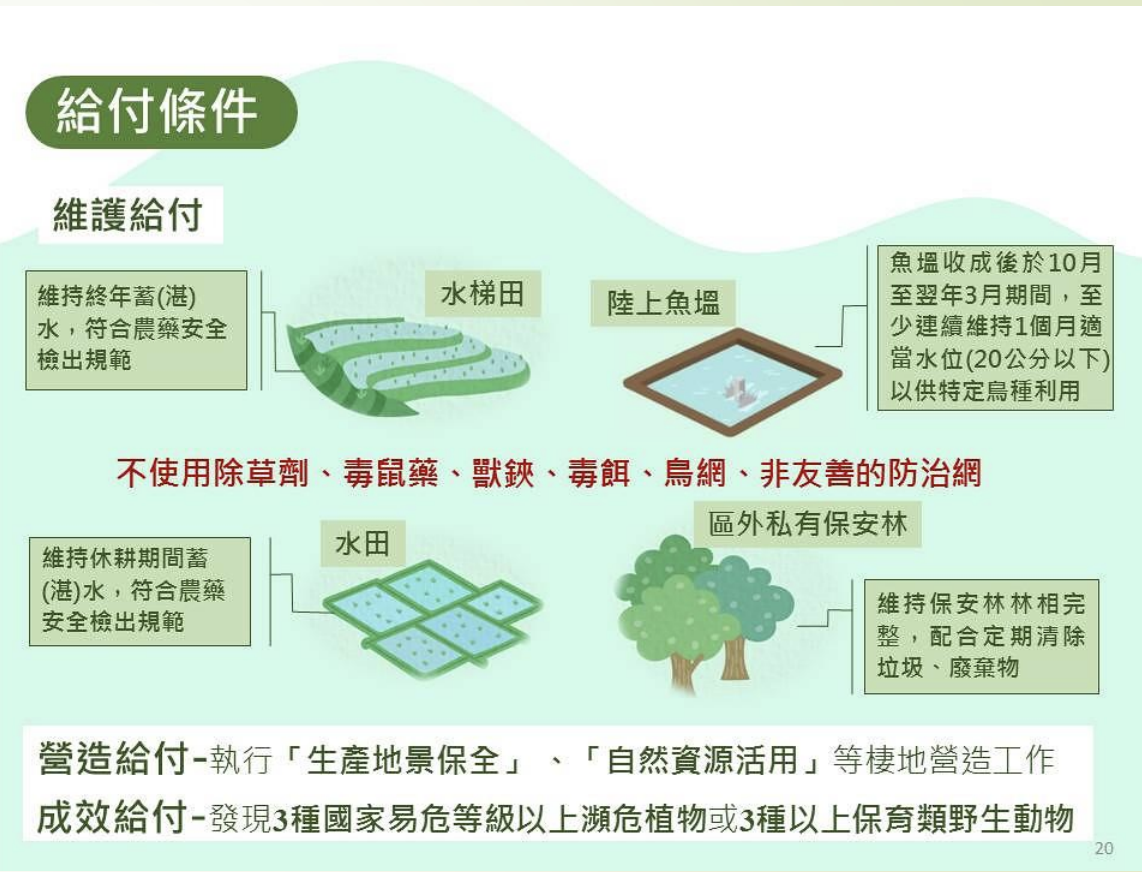 給付條件
維護給付
維持終年蓄(湛)
水，符合農藥安全
檢出規範
水梯田
陸上魚塭
魚塭收成後於10月
至翌年3月期間，至
少連續維持1個月適
當水位(20公分以下)
以供特定鳥種利用
不使用除草劑、毒鼠藥、獸鋏、毒餌、鳥網、非友善的防治網
維持休耕期間蓄
(湛)水，符合農藥
安全檢出規範
水田
區外私有保安林
維持保安林林相完
整，配合定期清除
垃圾、廢棄物
營造給付-執行「生產地景保全」、「自然資源活用」等棲地營造工作
成效給付-發現3種國家易危等級以上瀕危植物或3種以上保育類野生動物
20